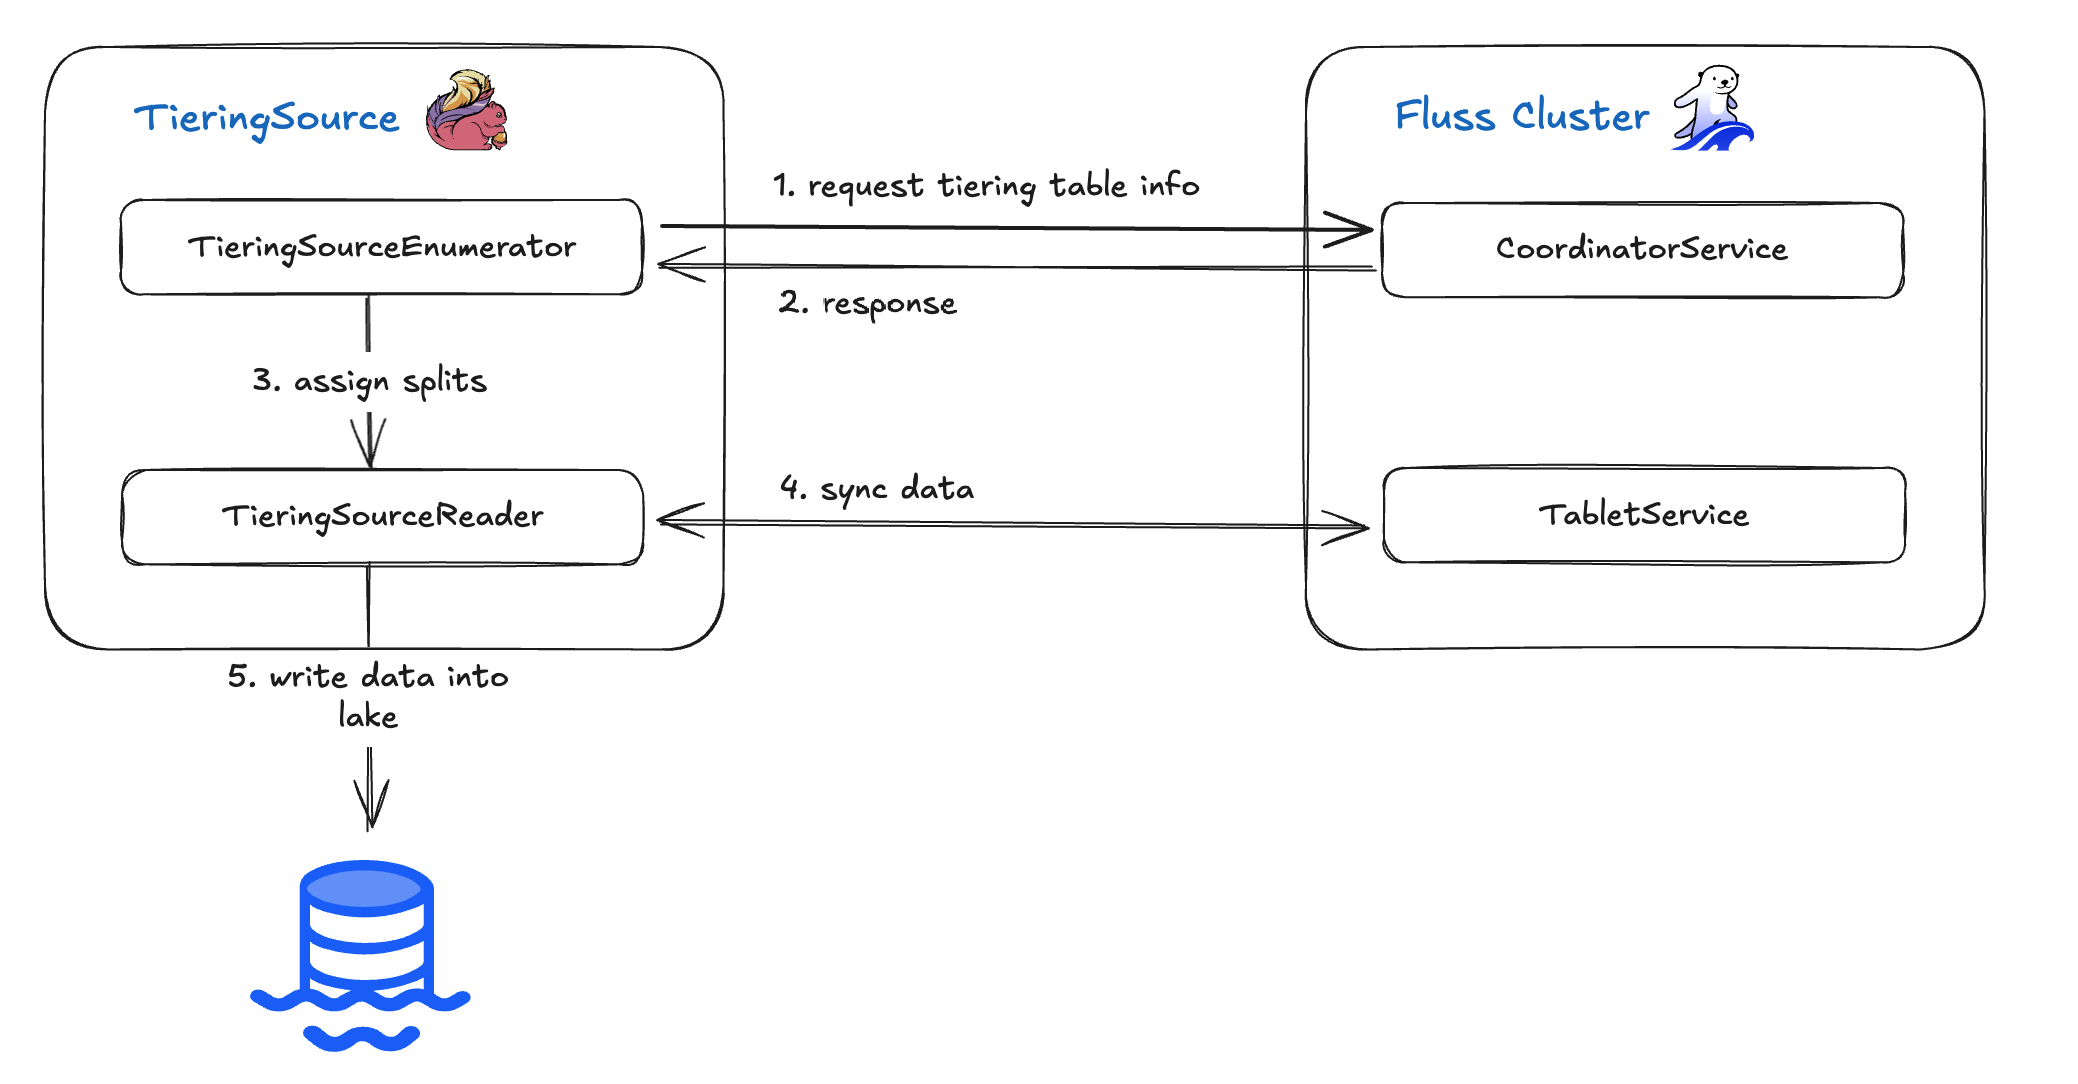 TieringSource
Fluss Cluster
1. request tiering table info
TieringSourceEnumerator
CoordinatorService
2. response
3. assign splits
4. sync data
TieringSourceReader
TabletService
5. write data into
lake